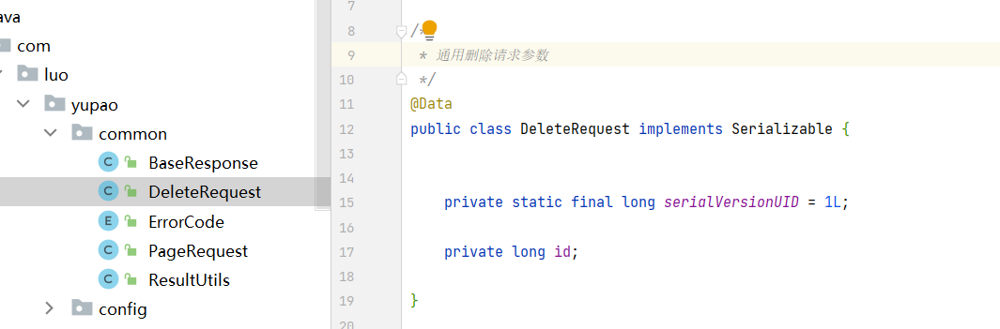 ava
com
luo
yupao
common
C BaseResponse
C DeleteRequest
E ErrorCode
C PageRequest
C ResultUtils
config
7
8 /*
9 * 通用删除请求参数
10 */
11 @Data
12 public class DeleteRequest implements Serializable {
13
14
15 private static final long serialVersionUID = 1L;
16
17 private long id;
18
19 }
20